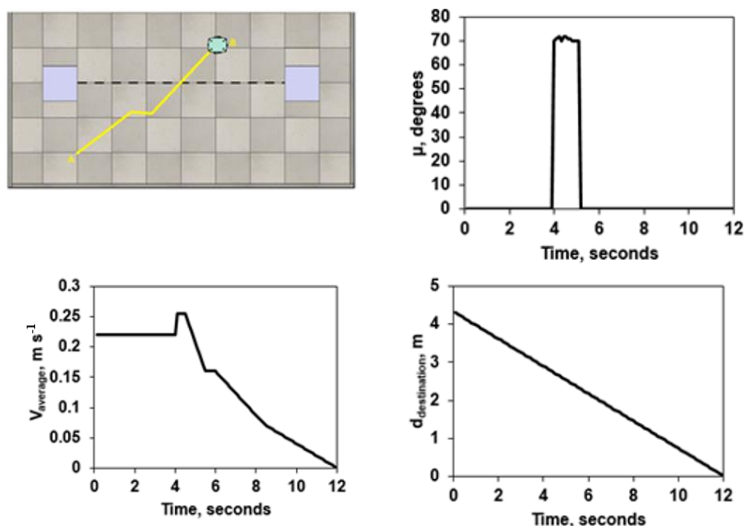 A
B
80
70
60
50
40
30
20
10
0
μ, degrees
0 2 4 6 8 10 12
Time, seconds
0.3
0.25
0.2
0.15
0.1
0.05
0
Vaverage, m s-1
0 2 4 6 8 10 12
Time, seconds
5
4
3
2
1
0
ddestination, m
0 2 4 6 8 10 12
Time, seconds